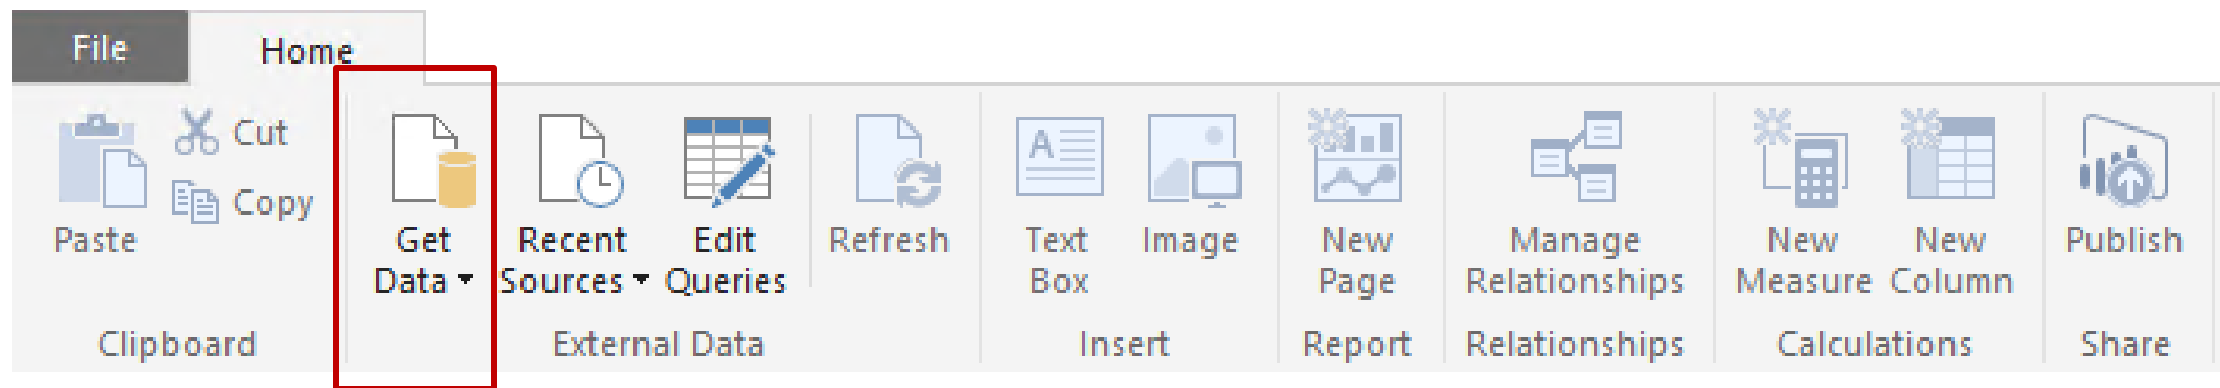 File Home
Cut
Copy
Paste
Clipboard
Get
Data
Recent
Sources
Edit
Queries
Refresh
External Data
Text
Box
Image
Insert
New
Page
Report
Manage
Relationships
Relationships
New
Measure
New
Column
Calculations
Publish
Share